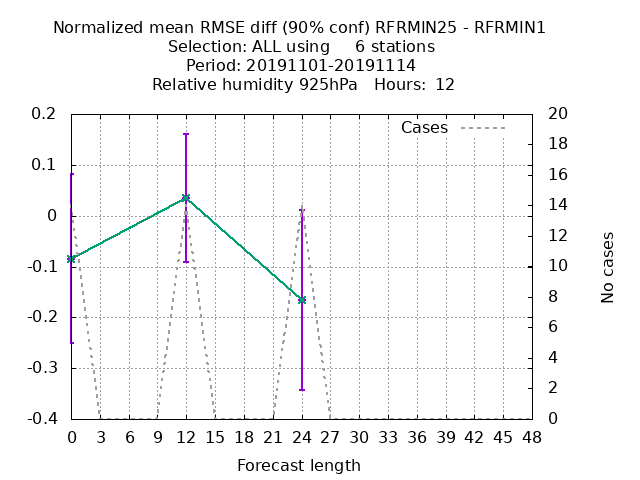 Normalized mean RMSE diff (90% conf) RFRMIN25 - RFRMIN1
Selection: ALL using     6 stations
Period: 20191101-20191114
Relative humidity 925hPa   Hours:  12
Cases
0.2
0.1
0
-0.1
-0.2
-0.3
-0.4
20
18
16
14
12
10
8
6
4
2
0
No cases
0 3 6 9 12 15 18 21 24 27 30 33 36 39 42 45 48
Forecast length